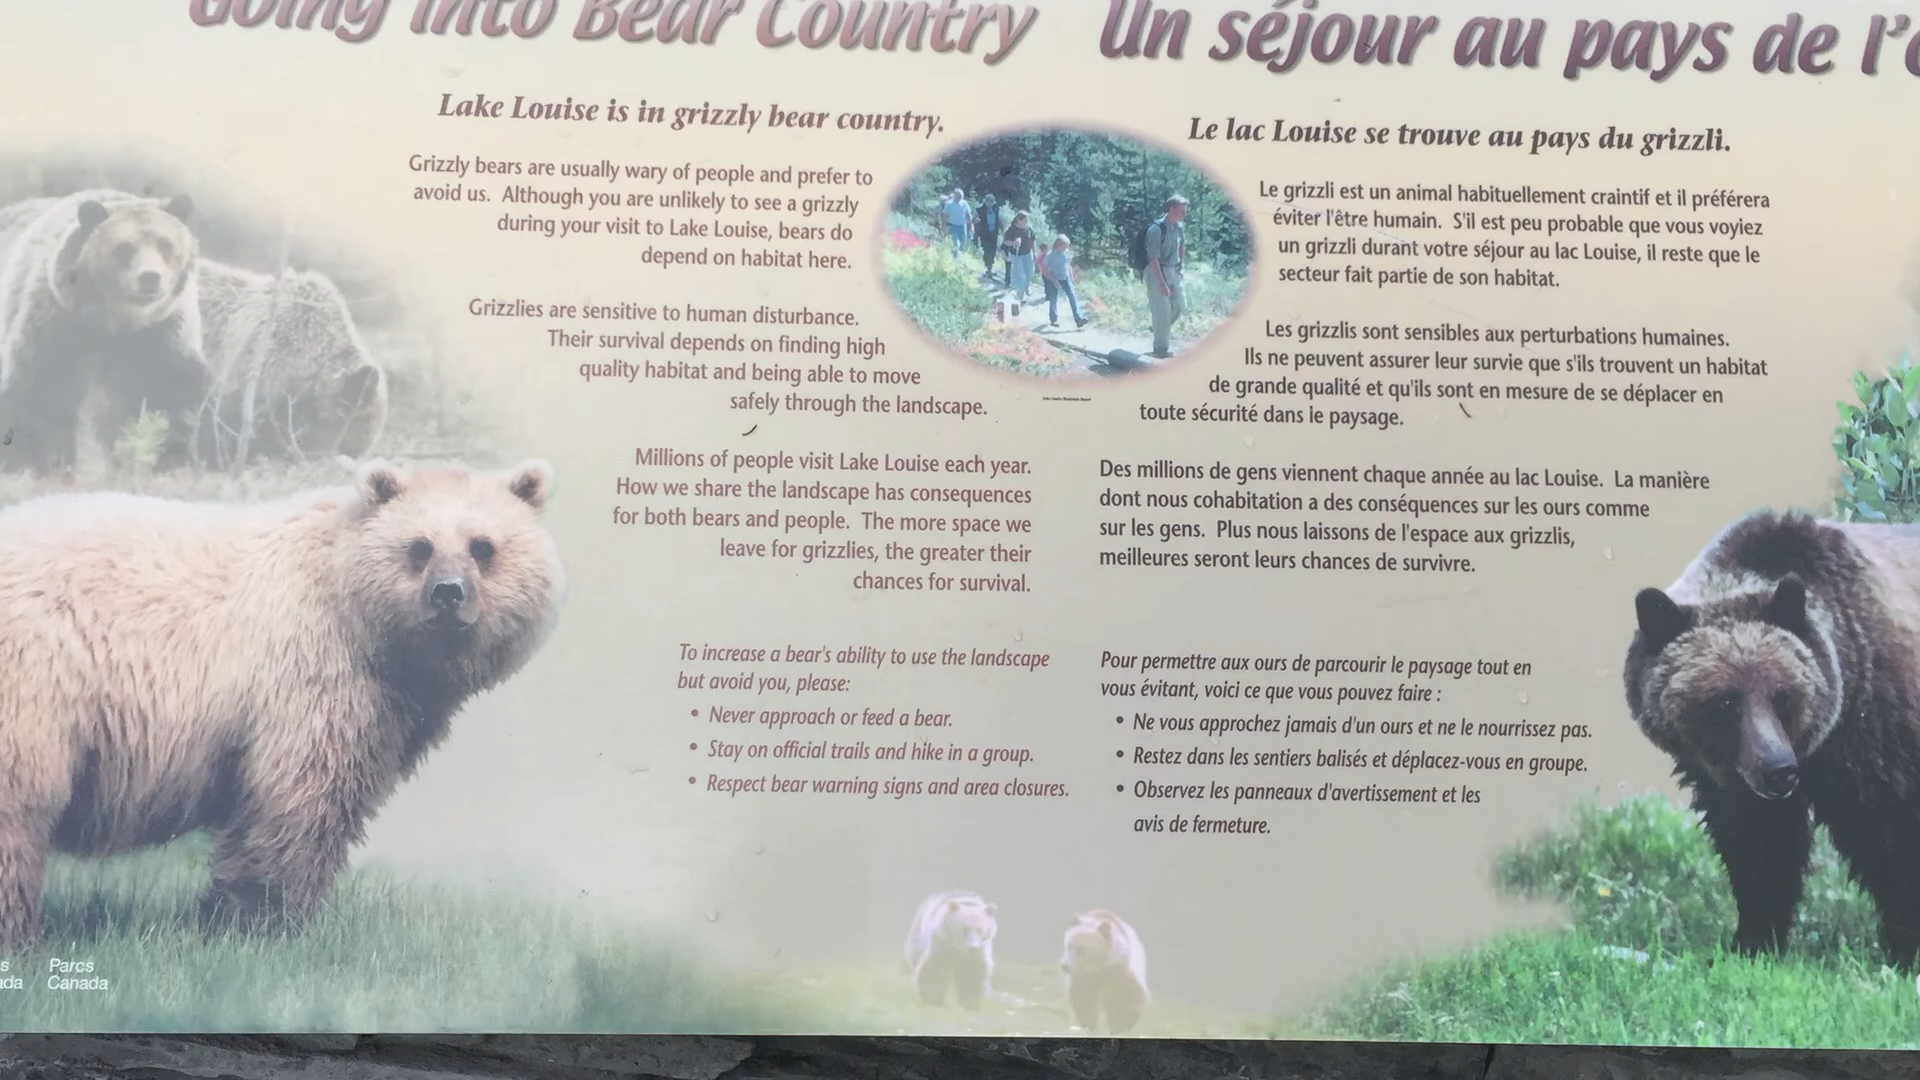 Going into Bear Country
Lake Louise is in grizzly bear country.
Grizzly bears are usually wary of people and prefer to
avoid us. Although you are unlikely to see a grizzly
during your visit to Lake Louise, bears do
depend on habitat here.
Grizzlies are sensitive to human disturbance.
Their survival depends on finding high
quality habitat and being able to move
safely through the landscape.
Millions of people visit Lake Louise each year.
How we share the landscape has consequences
for both bears and people. The more space we
leave for grizzlies, the greater their
chances for survival.
To increase a bear's ability to use the landscape
but avoid you, please:
• Never approach or feed a bear.
• Stay on official trails and hike in a group.
• Respect bear warning signs and area closures.
Un séjour au pays de l'
Le lac Louise se trouve au pays du grizzli.
Le grizzli est un animal habituellement craintif et il préférera
éviter l'être humain. S'il est peu probable que vous voyiez
un grizzli durant votre séjour au lac Louise, il reste que le
secteur fait partie de son habitat.
Les grizzlis sont sensibles aux perturbations humaines.
Ils ne peuvent assurer leur survie que s'ils trouvent un habitat
de grande qualité et qu'ils sont en mesure de se déplacer en
toute sécurité dans le paysage.
Des millions de gens viennent chaque année au lac Louise. La manière
dont nous cohabitation a des conséquences sur les ours comme
sur les gens. Plus nous laissons de l'espace aux grizzlis,
meilleures seront leurs chances de survivre.
Pour permettre aux ours de parcourir le paysage tout en
vous évitant, voici ce que vous pouvez faire :
• Ne vous approchez jamais d'un ours et ne le nourrissez pas.
• Restez dans les sentiers balisés et déplacez-vous en groupe.
• Observez les panneaux d'avertissement et les
avis de fermeture.
Parcs
Canada